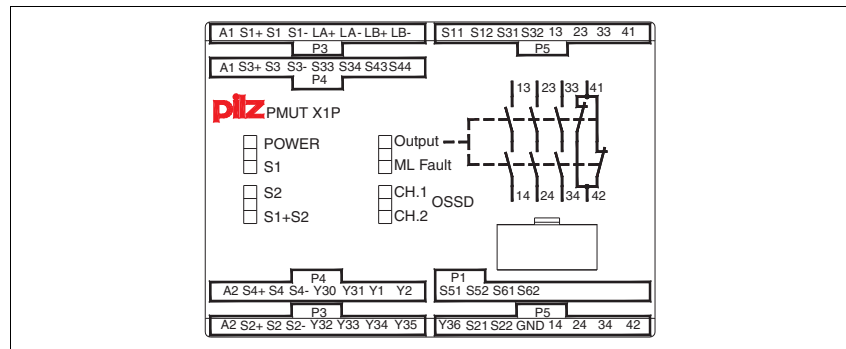 A1 S1+ S1 S1- LA+ LA- LB+ LB- S11 S12 S31 S32 13 23 33 41
P3 P5
A1 S3+ S3 S3- S33 S34 S43 S44
P4
13 23 33 41
pilz PMUT X1P
POWER Output
S1 ML Fault
S2 CH.1
OSSD
S1+S2 CH.2
14 24 34 42
P4 P1
A2 S4+ S4 S4- Y30 Y31 Y1 Y2 S51 S52 S61 S62
P3 P5
A2 S2+ S2 S2- Y32 Y33 Y34 Y35 Y36 S21 S22 GND 14 24 34 42